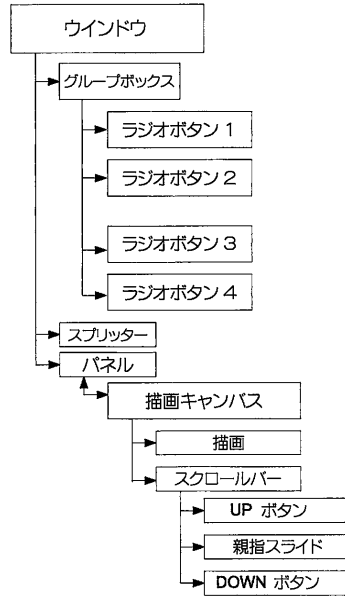 ウインドウ
グループボックス
ラジオボタン 1
ラジオボタン 2
ラジオボタン 3
ラジオボタン 4
スプリッター
パネル
描画キャンバス
描画
スクロールバー
UP ボタン
親指スライド
DOWN ボタン